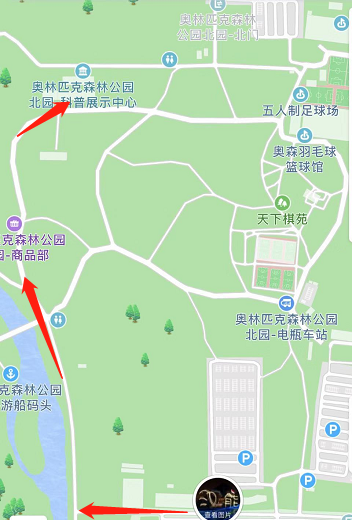 奥林匹克森林
公园北园-北门
奥林匹克森林公园
北园-科普展示中心
五人制足球场
奥森羽毛球
篮球馆
天下棋苑
克森林公园
园-商品部
奥林匹克森林公园
北园-电瓶车站
克森林公园
游船码头
P
P
P
查看图片